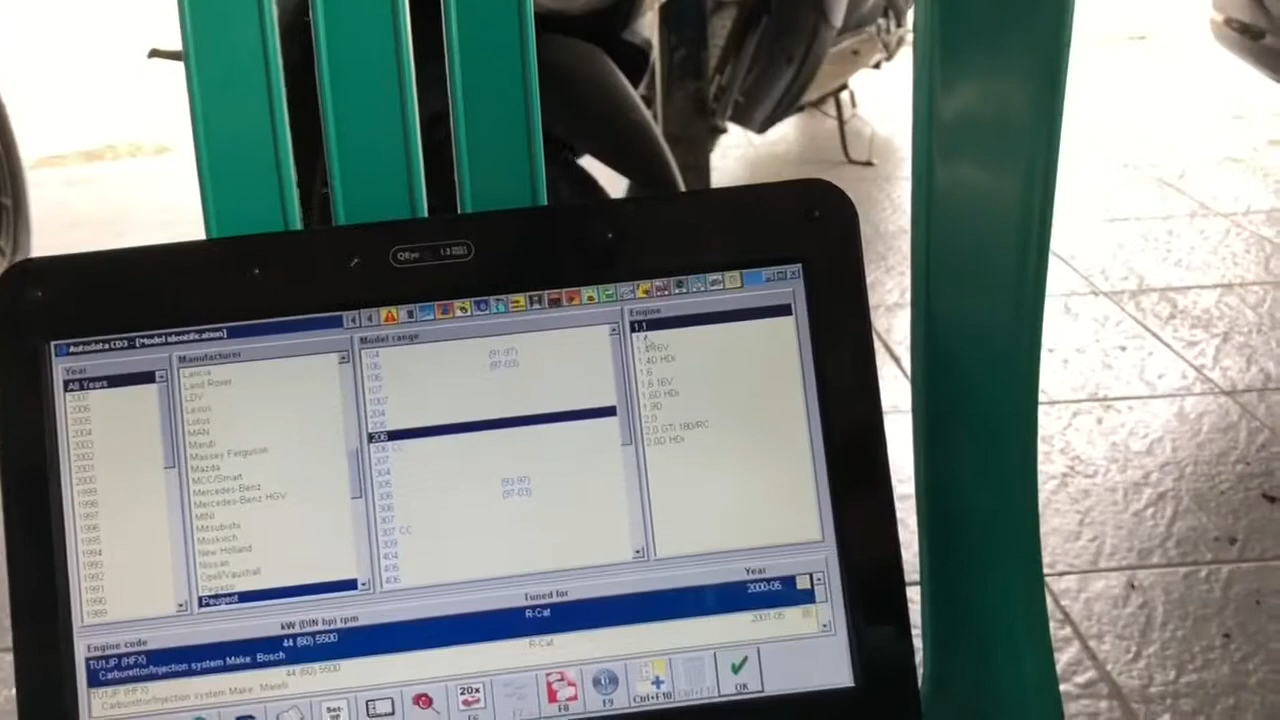 QEye 1.3
Autodata CD3 - [Model identification]
Year
All Years
2007
2006
2005
2004
2003
2002
2001
2000
1999
1998
1997
1996
1995
1994
1993
1992
1991
1990
1989
Manufacturer
Lancia
Land Rover
LDV
Lexus
Lotus
MAN
Maruti
Massey Ferguson
Mazda
MCC/Smart
Mercedes-Benz
Mercedes-Benz HGV
MINI
Mitsubishi
Moskvich
New Holland
Nissan
Opel/Vauxhall
Pegaso
Peugeot
Model range
104
106 (91-97)
106 (97-03)
107
1007
204
205
206
206 CC
207
304
305
306 (93-97)
306 (97-03)
307
307 CC
309
404
405
406
Engine
1,1
1,4 16V
1,4D HDi
1,6
1,6 16V
1,6D HDi
1,9D
2,0
2,0 GTi 180/RC
2,0D HDi
Engine code kW (DIN hp) rpm Tuned for Year
TU1JP (HFX) 44 (60) 5500 R-Cat 2000-05
Carburettor/Injection system Make: Bosch
TU1JP (HFX) 44 (60) 5500 R-Cat 2001-05
Carburettor/Injection system Make: Marelli
Set-up
20x
F6
F7
F8
F9
Ctrl+F10
OK